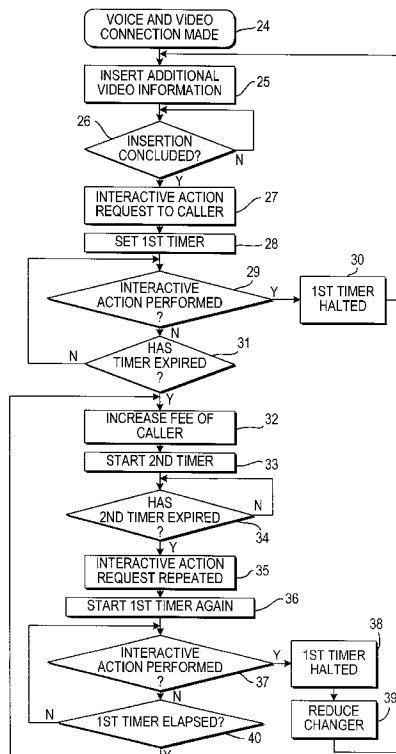 VOICE AND VIDEO
CONNECTION MADE
24
INSERT ADDITIONAL
VIDEO INFORMATION
25
26
INSERTION
CONCLUDED?
N
Y
INTERACTIVE ACTION
REQUEST TO CALLER
27
SET 1ST TIMER
28
29
INTERACTIVE
ACTION PERFORMED
?
Y
N
30
1ST TIMER
HALTED
31
HAS
TIMER EXPIRED
?
N
Y
INCREASE FEE OF
CALLER
32
START 2ND TIMER
33
HAS
2ND TIMER EXPIRED
?
N
34
Y
INTERACTIVE ACTION
REQUEST REPEATED
35
START 1ST TIMER AGAIN
36
INTERACTIVE
ACTION PERFORMED
?
Y
37
N
38
1ST TIMER
HALTED
39
REDUCE
CHANGER
1ST TIMER ELAPSED?
N
40
Y